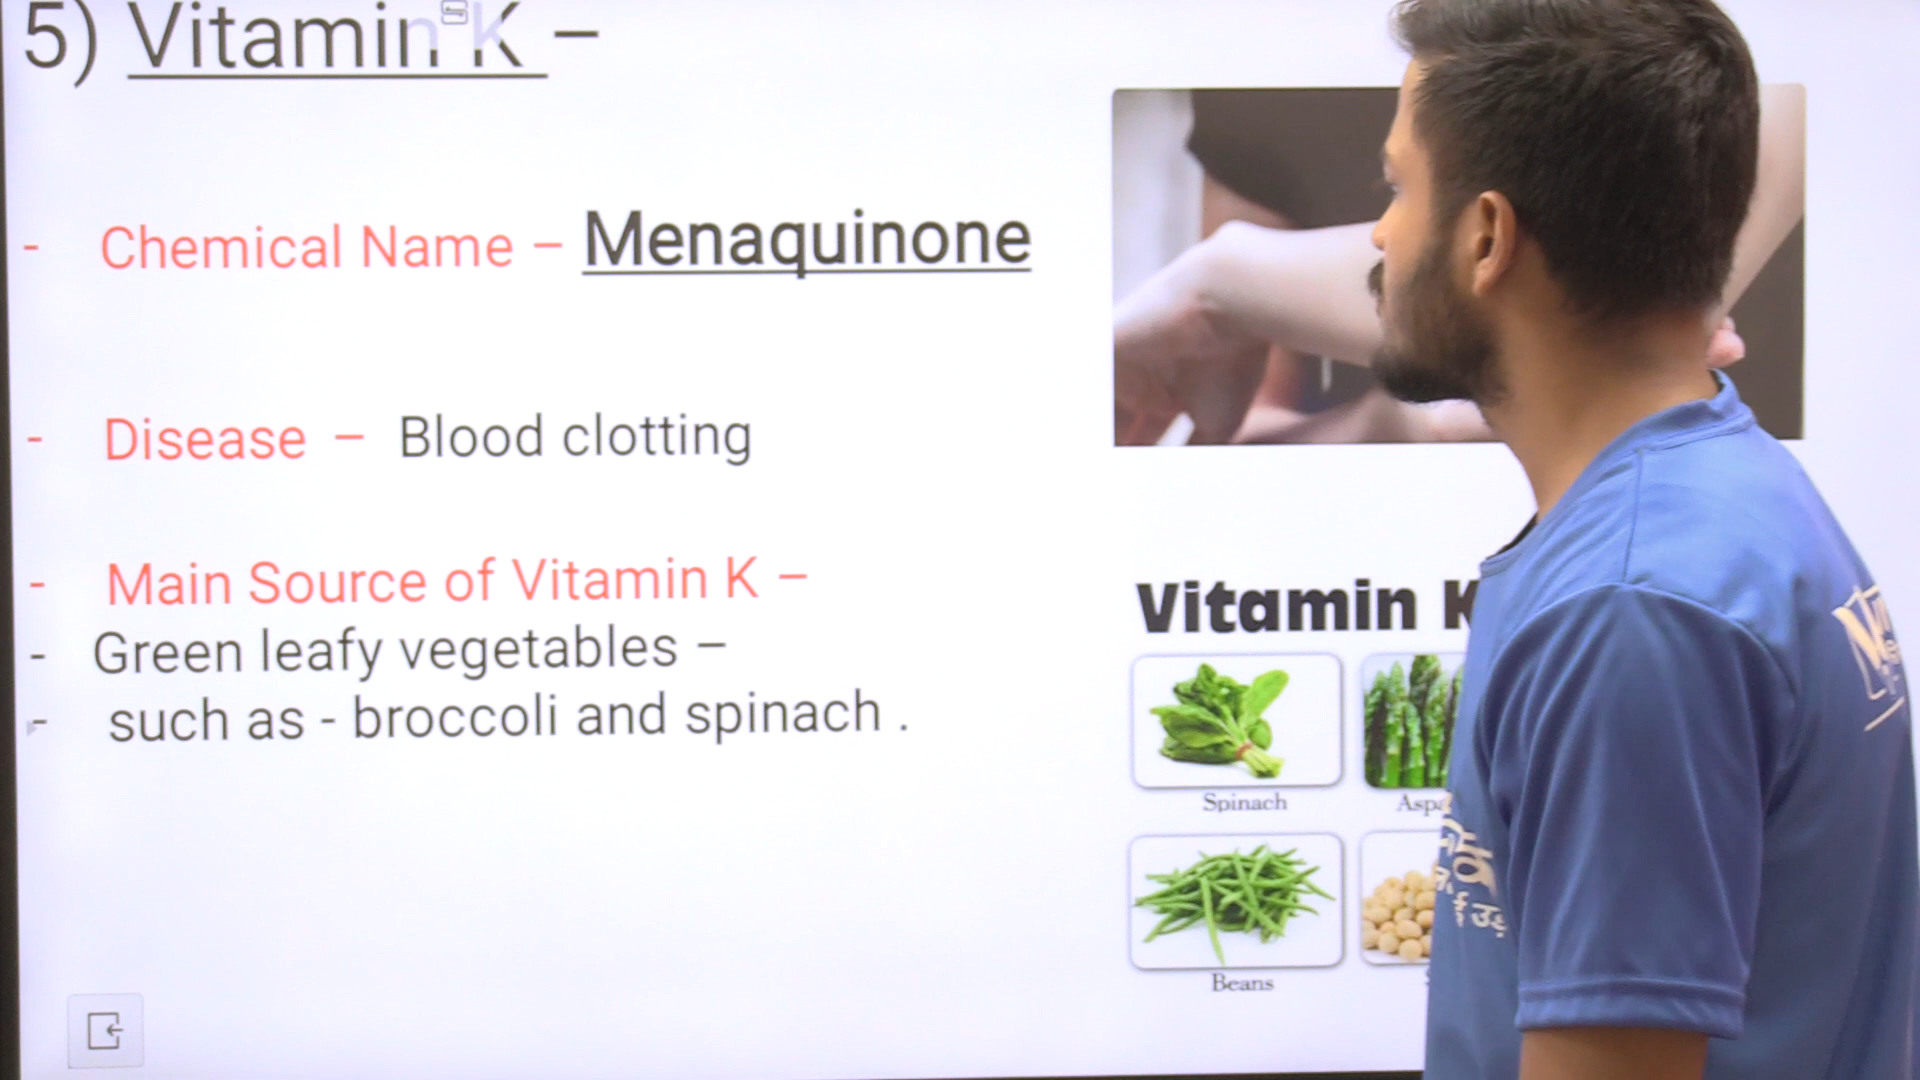 5) Vitamin K –
- Chemical Name – Menaquinone
- Disease – Blood clotting
- Main Source of Vitamin K –
- Green leafy vegetables –
- such as - broccoli and spinach .
Vitamin K
Spinach
Beans